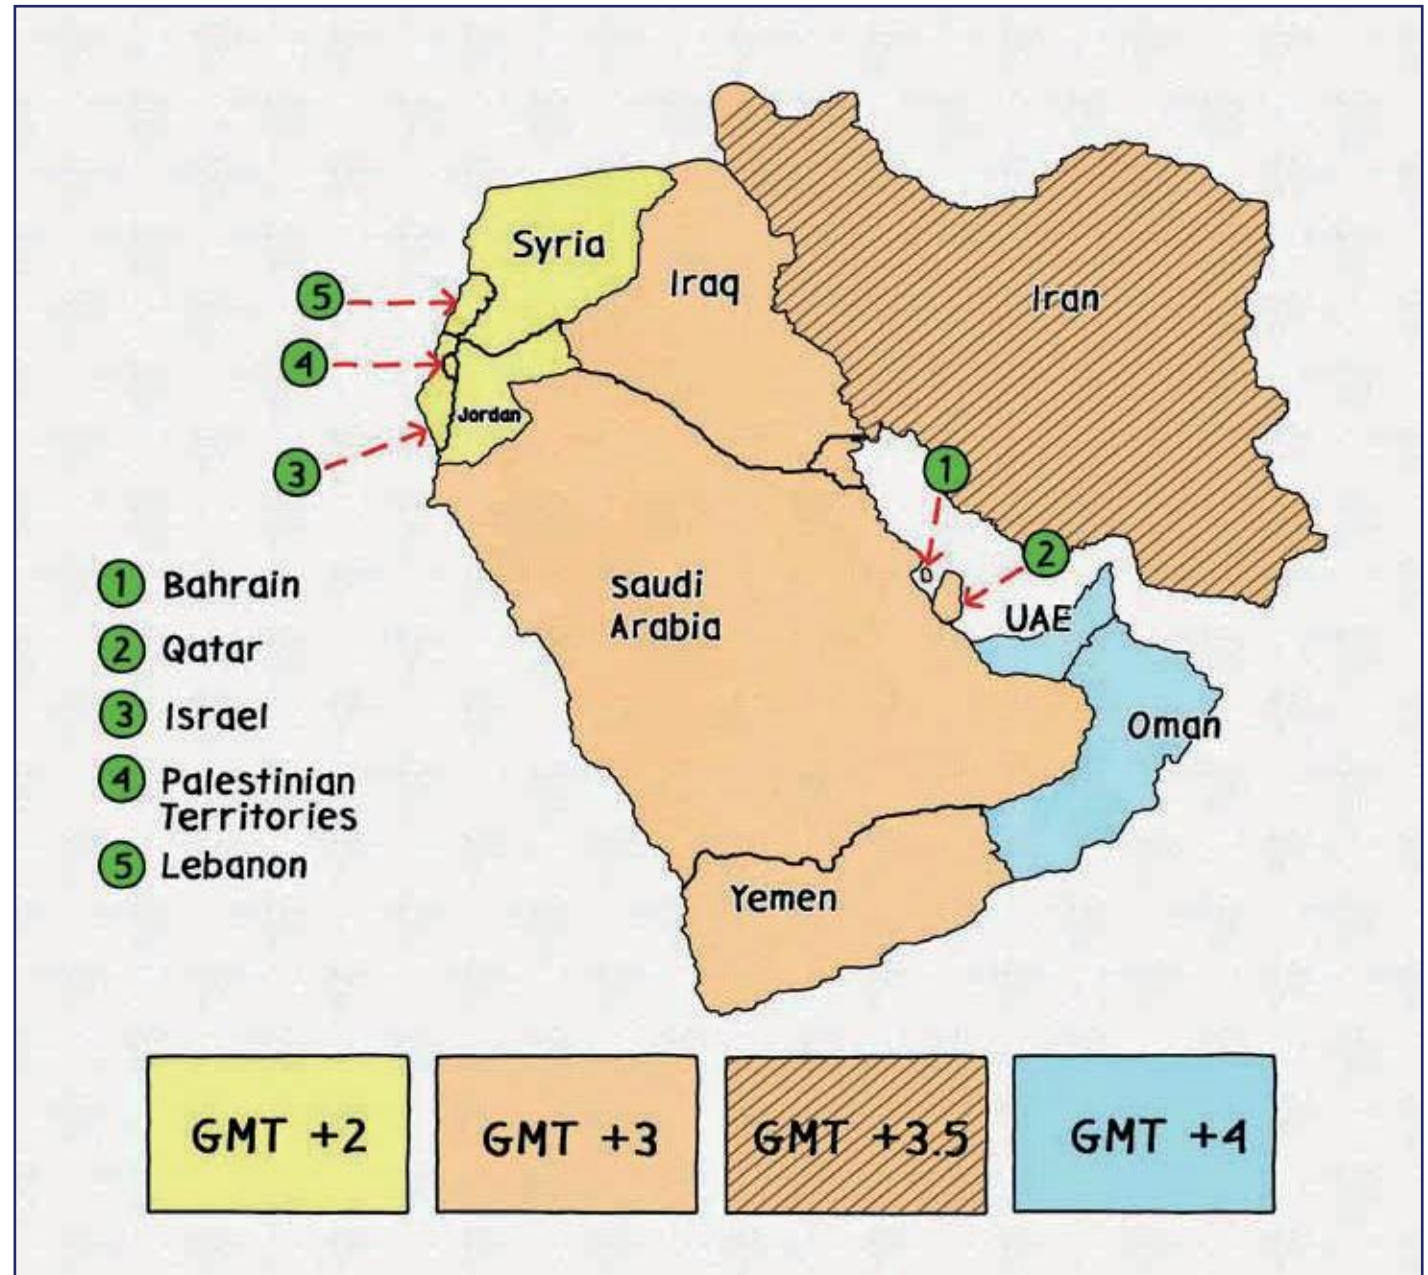 Syria
Iraq
Iran
5
4
Jordan
3
1
2
1 Bahrain
saudi
Arabia
UAE
2 Qatar
3 Israel
Oman
4 Palestinian
Territories
5 Lebanon
Yemen
GMT +2
GMT +3
GMT +3.5
GMT +4